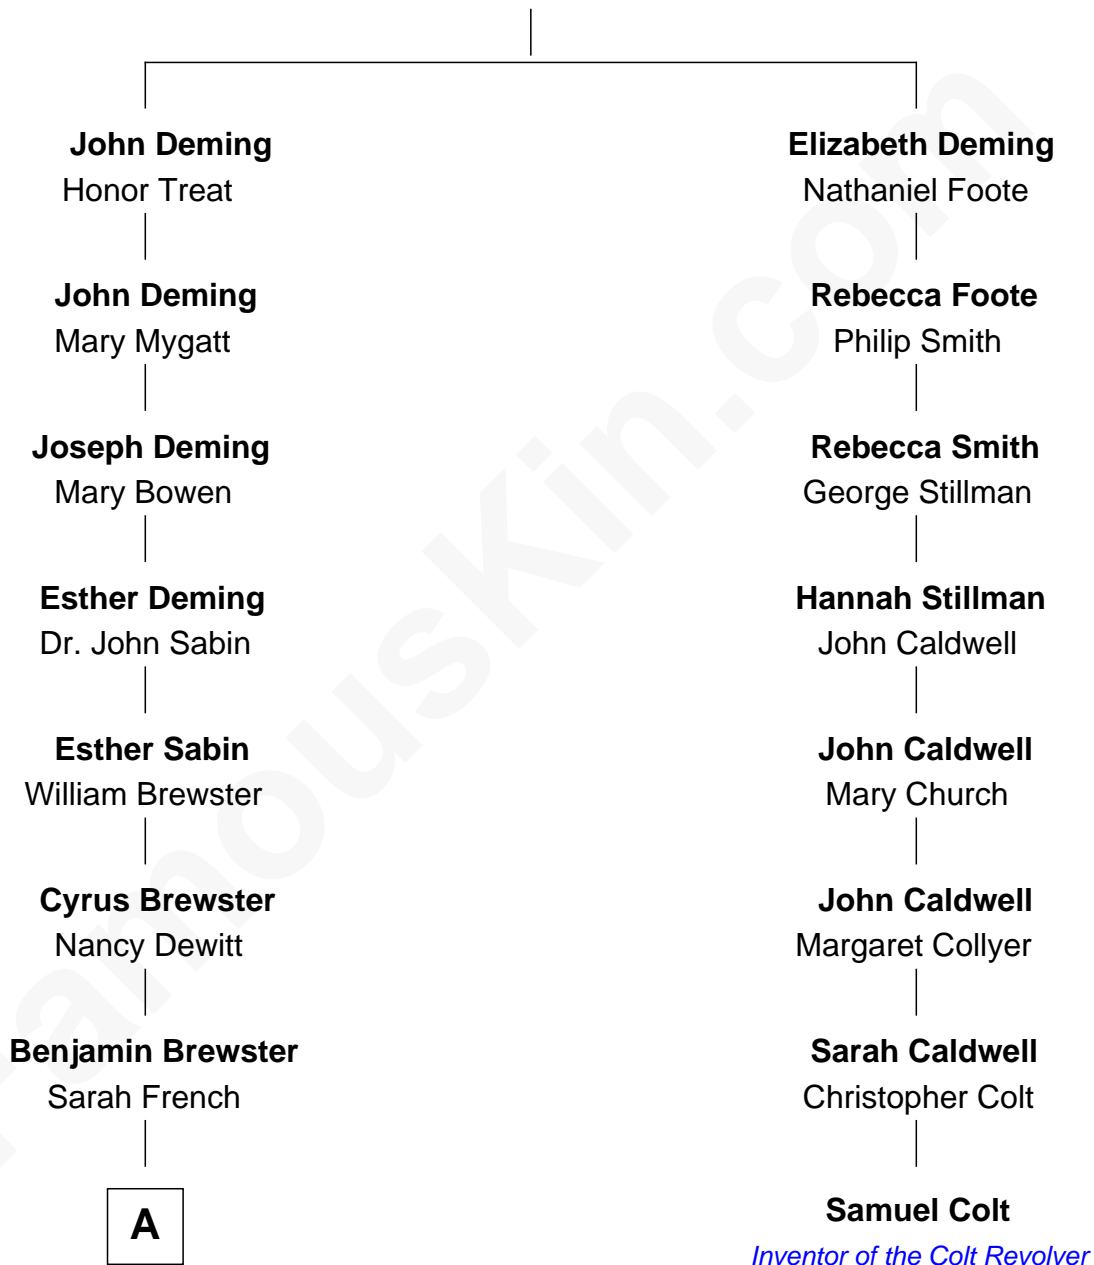 John Deming
Honor Treat
Elizabeth Deming
Nathaniel Foote
John Deming
Mary Mygatt
Rebecca Foote
Philip Smith
Joseph Deming
Mary Bowen
Rebecca Smith
George Stillman
Esther Deming
Dr. John Sabin
Hannah Stillman
John Caldwell
Esther Sabin
William Brewster
John Caldwell
Mary Church
Cyrus Brewster
Nancy Dewitt
John Caldwell
Margaret Collyer
Benjamin Brewster
Sarah French
Sarah Caldwell
Christopher Colt
A
Samuel Colt
Inventor of the Colt Revolver
FamousKin.com